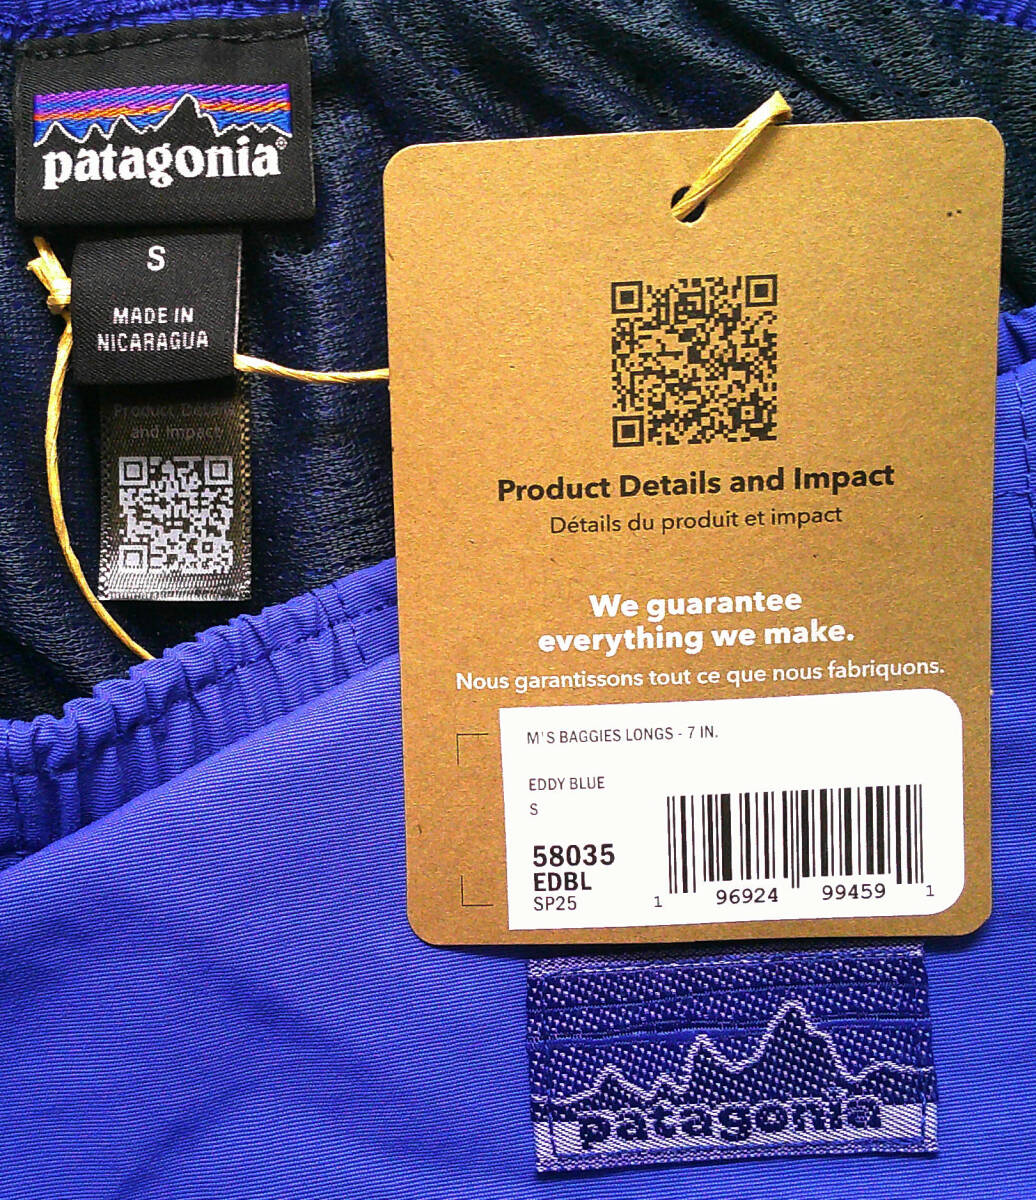 patagonia®
S
MADE IN
NICARAGUA
Product Details
and Impact
Product Details and Impact
Détails du produit et impact
We guarantee
everything we make.
Nous garantissons tout ce que nous fabriquons.
M'S BAGGIES LONGS - 7 IN.
EDDY BLUE
S
58035
EDBL
SP25
1 96924 99459 1
patagonia